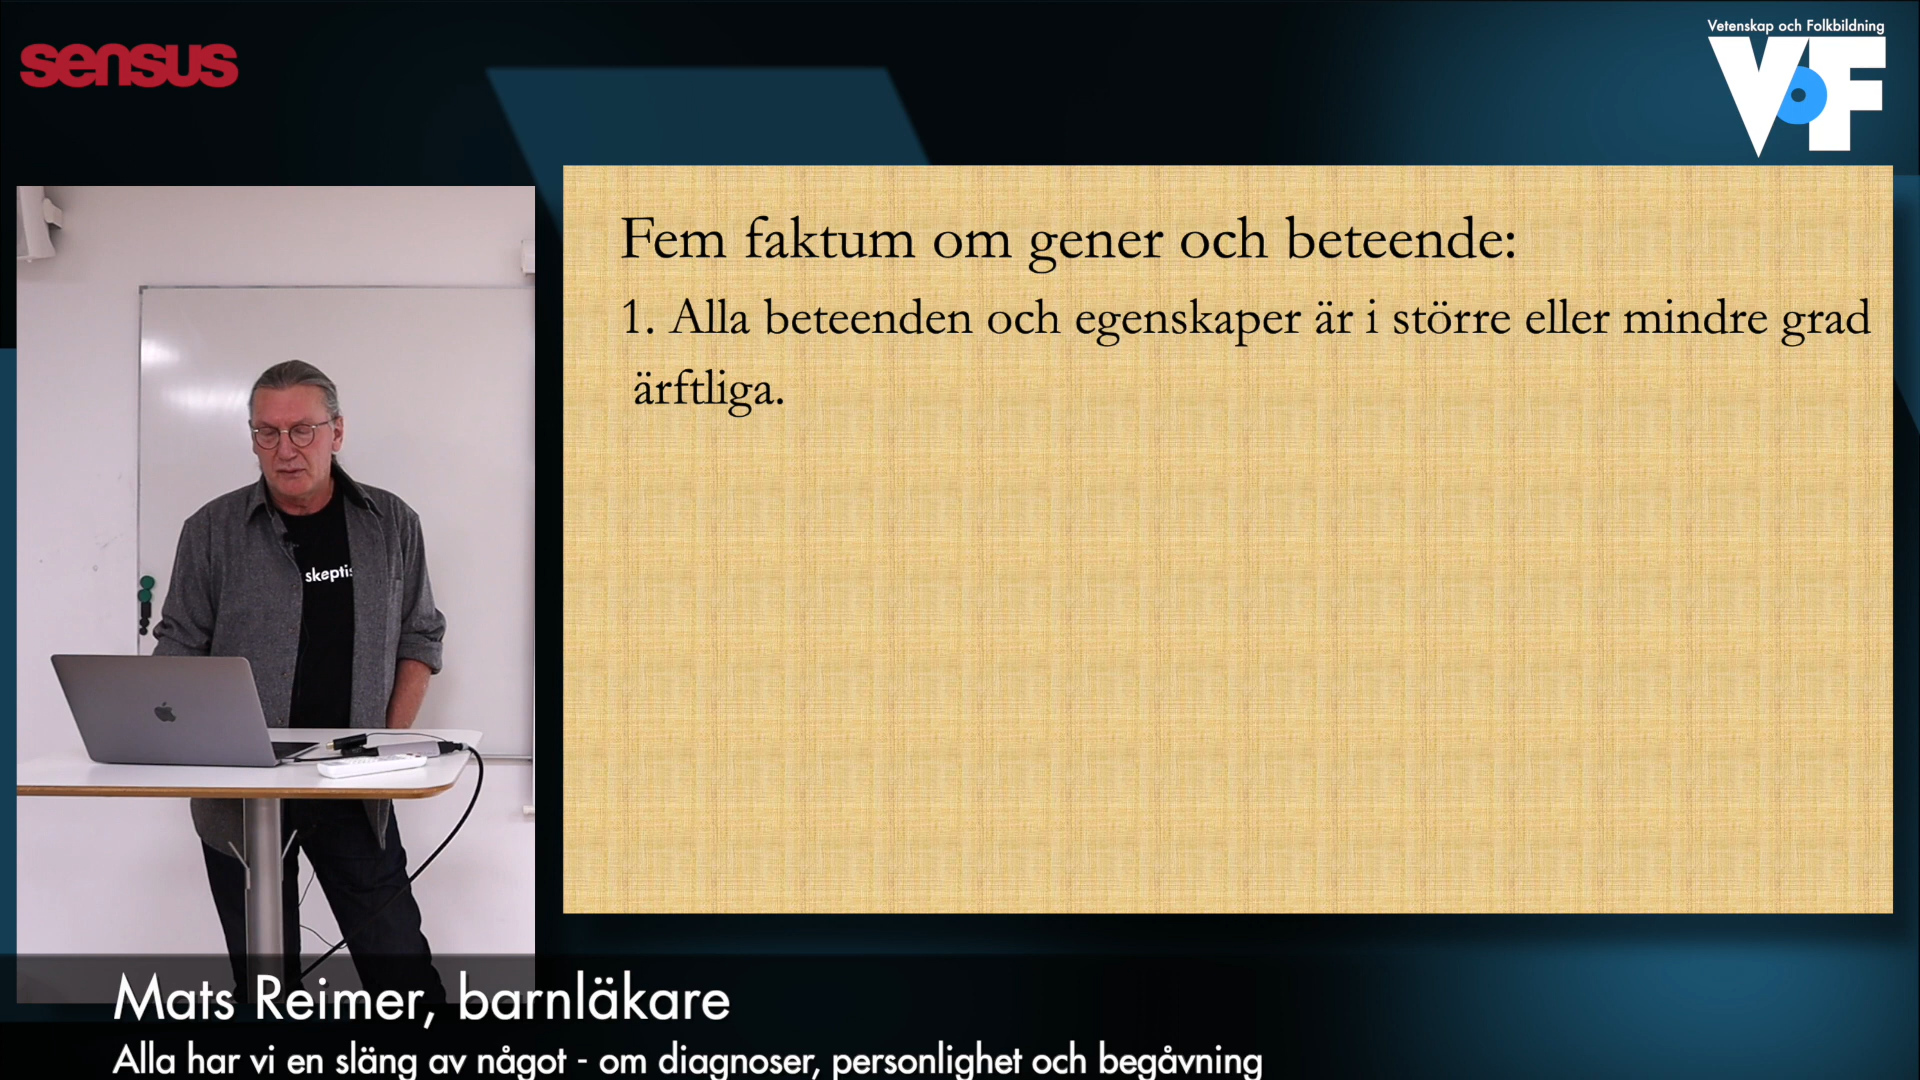 sensus
Vetenskap och Folkbildning
VoF
Fem faktum om gener och beteende:
1. Alla beteenden och egenskaper är i större eller mindre grad
ärftliga.
skeptis
Mats Reimer, barnläkare
Alla har vi en släng av något - om diagnoser, personlighet och begåvning